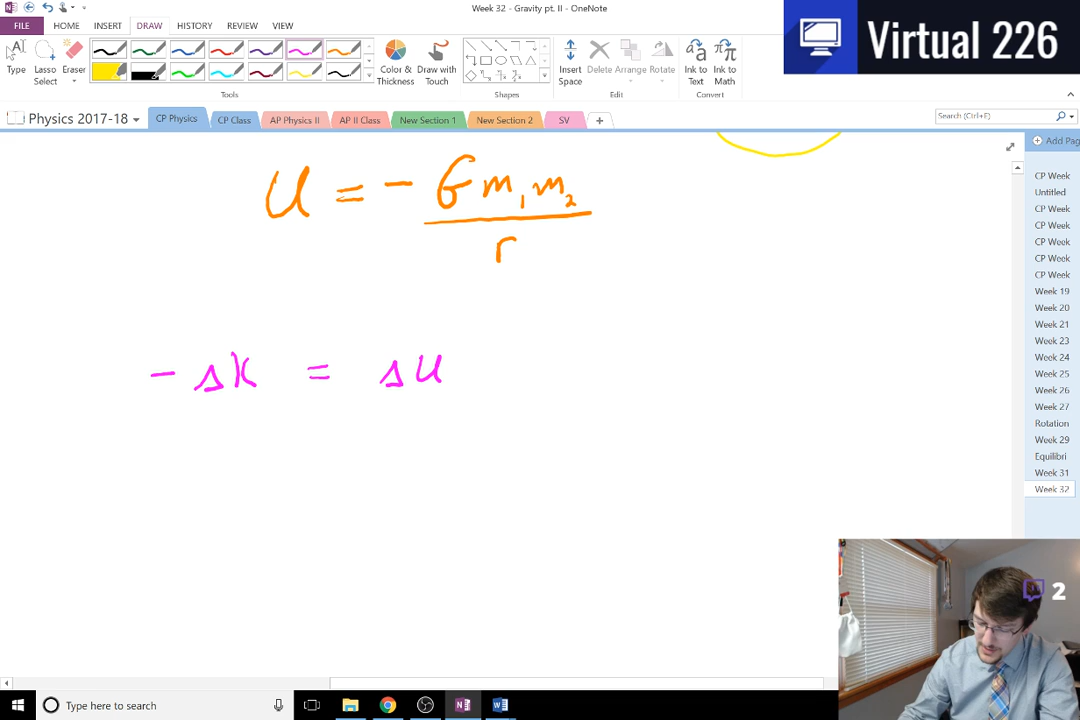 Week 32 - Gravity pt. II - OneNote
Virtual 226
FILE HOME INSERT DRAW HISTORY REVIEW VIEW
Type
Lasso Select
Eraser
Color & Thickness
Draw with Touch
Insert Space
Delete
Arrange
Rotate
Ink to Text
Ink to Math
Tools
Shapes
Edit
Convert
Physics 2017-18
CP Physics
CP Class
AP Physics II
AP II Class
New Section 1
New Section 2
SV
Search (Ctrl+E)
Add Pag
U = - G m₁ m₂ / r
- Δk = Δu
CP Week
Untitled
CP Week
CP Week
CP Week
CP Week
CP Week
Week 19
Week 20
Week 21
Week 23
Week 24
Week 25
Week 26
Week 27
Rotation
Week 29
Equilibri
Week 31
Week 32
2
Type here to search